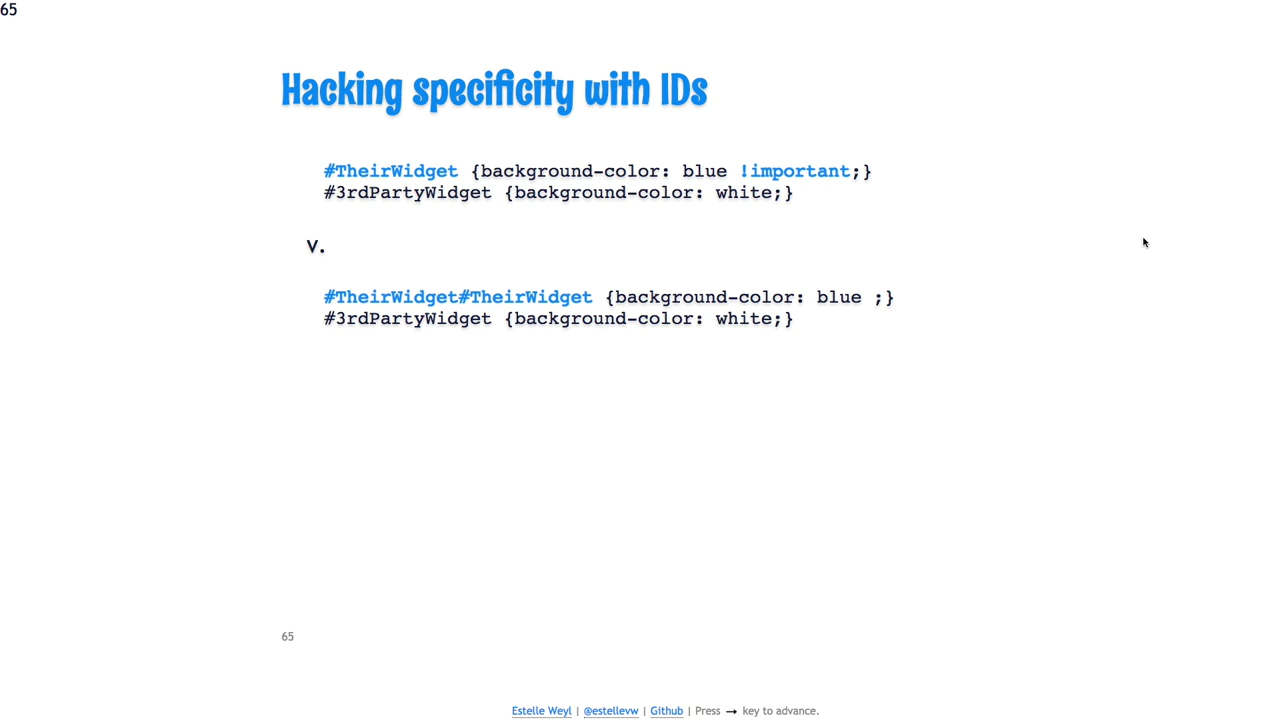 65
Hacking specificity with IDs
#TheirWidget {background-color: blue !important;}
#3rdPartyWidget {background-color: white;}
v.
#TheirWidget#TheirWidget {background-color: blue ;}
#3rdPartyWidget {background-color: white;}
65
Estelle Weyl | @estellevw | Github | Press → key to advance.